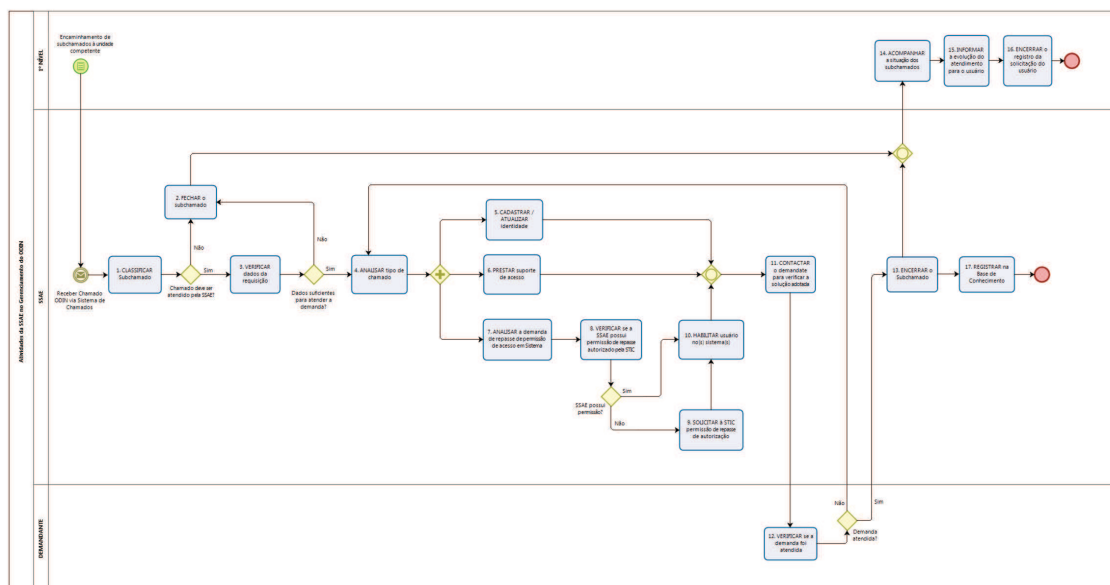 Atividades da SSAE no Gerenciamento do ODIN
1º NÍVEL
Encaminhamento de
subchamados à unidade
competente
14. ACOMPANHAR
a situação dos
subchamados
15. INFORMAR
a evolução do
atendimento
para o usuário
16. ENCERRAR o
registro da
solicitação do
usuário
SSAE
Receber Chamado
ODIN via Sistema de
Chamados
1. CLASSIFICAR
Subchamado
2. FECHAR o
subchamado
Não
Sim
Chamado deve ser
atendido pela SSAE?
3. VERIFICAR
dados da
requisição
Não
Sim
Dados suficientes
para atender a
demanda?
4. ANALISAR tipo de
chamado
5. CADASTRAR /
ATUALIZAR
Identidade
6. PRESTAR suporte
de acesso
7. ANALISAR a demanda
de repasse de permissão
de acesso em Sistema
8. VERIFICAR se a
SSAE possui
permissão de repasse
autorizado pela STIC
SSAE possui
permissão?
Sim
Não
9. SOLICITAR à STIC
permissão de repasse
de autorização
10. HABILITAR usuário
no(s) sistema(s)
11. CONTACTAR
o demandate
para verificar a
solução adotada
13. ENCERRAR o
Subchamado
17. REGISTRAR na
Base de
Conhecimento
DEMANDANTE
12. VERIFICAR se a
demanda foi
atendida
Não
Sim
Demanda
atendida?